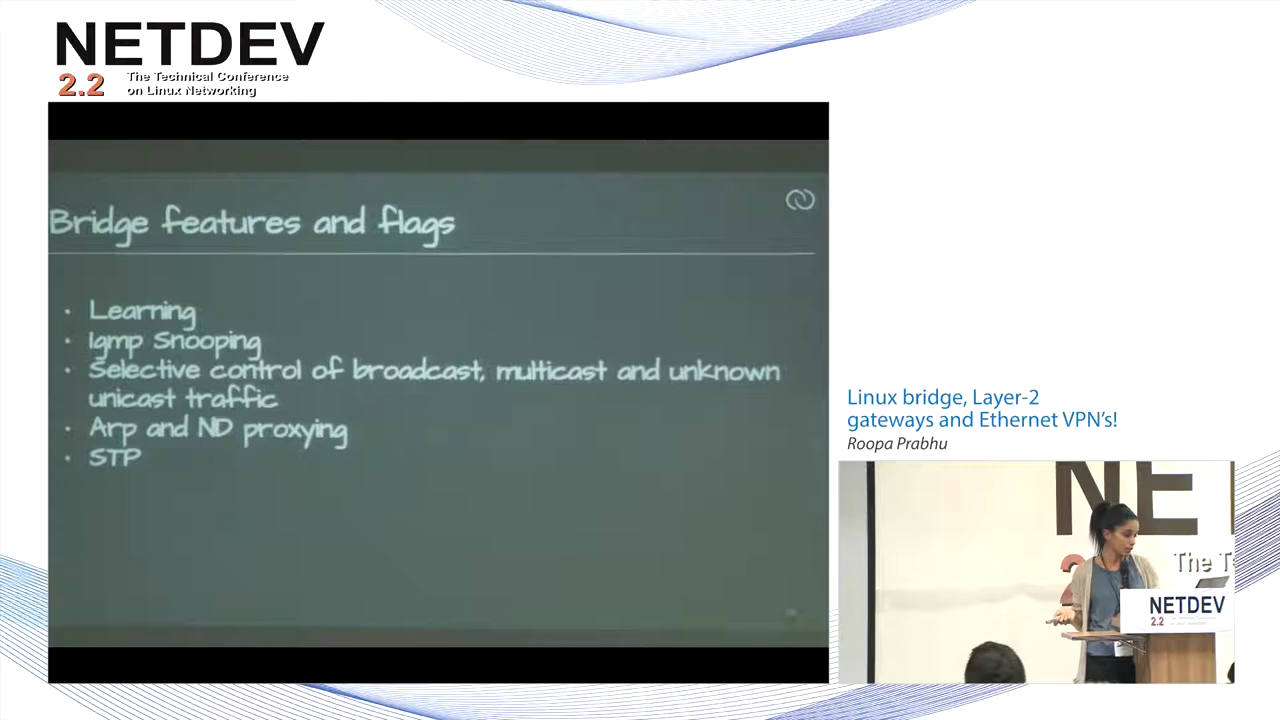 NETDEV
2.2 The Technical Conference
on Linux Networking
Bridge features and flags
• Learning
• Igmp Snooping
• Selective control of broadcast, multicast and unknown
unicast traffic
• Arp and ND proxying
• STP
Linux bridge, Layer-2
gateways and Ethernet VPN's!
Roopa Prabhu
NE
The Te
NETDEV
2.2